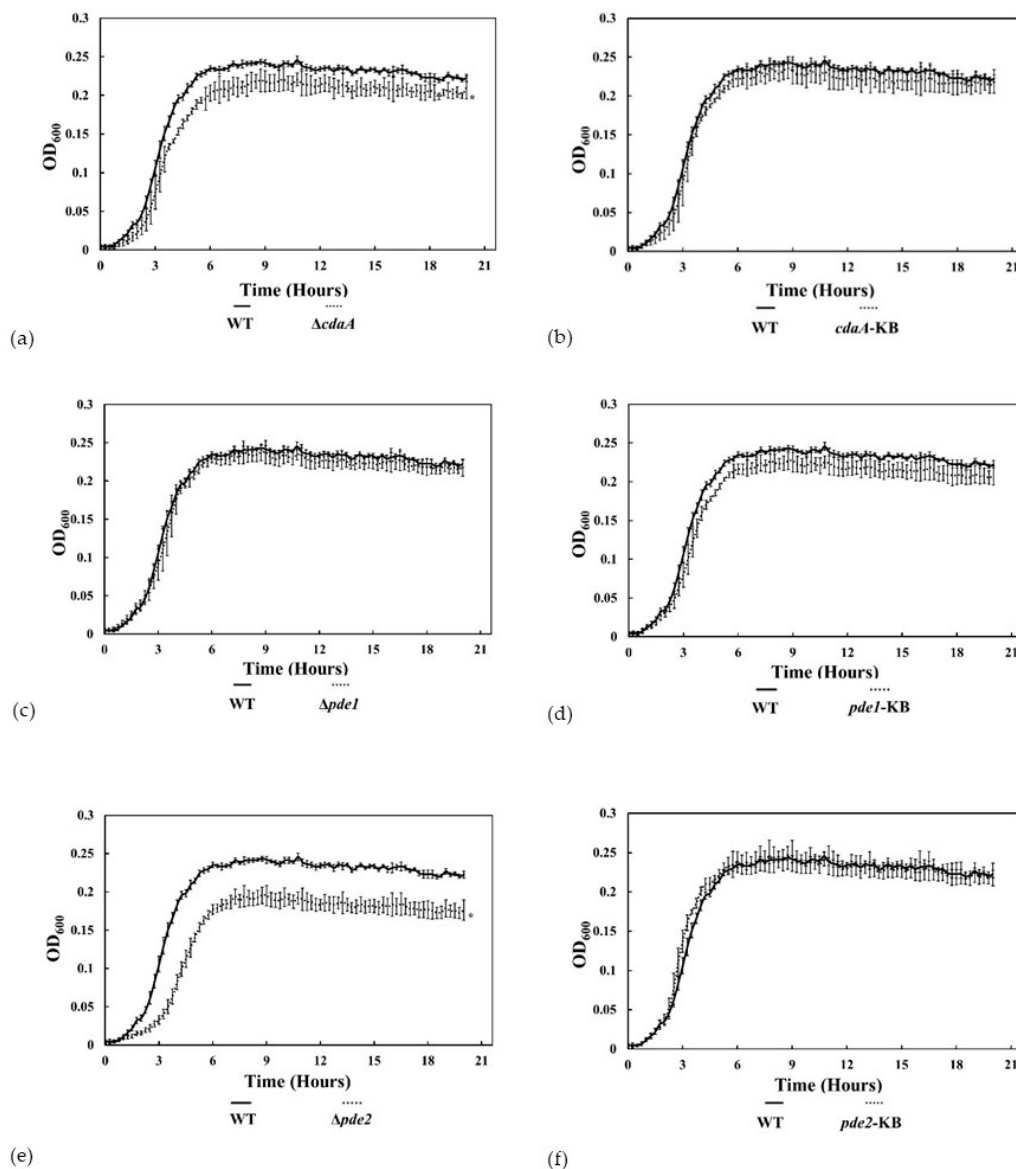 0.3
0.25
0.2
0.15
0.1
0.05
0
OD600
*
0 3 6 9 12 15 18 21
Time (Hours)
WT ΔcdaA
(a)
0.3
0.25
0.2
0.15
0.1
0.05
0
OD600
0 3 6 9 12 15 18 21
Time (Hours)
WT cdaA-KB
(b)
0.3
0.25
0.2
0.15
0.1
0.05
0
OD600
0 3 6 9 12 15 18 21
Time (Hours)
WT Δpde1
(c)
0.3
0.25
0.2
0.15
0.1
0.05
0
OD600
0 3 6 9 12 15 18 21
Time (Hours)
WT pde1-KB
(d)
0.3
0.25
0.2
0.15
0.1
0.05
0
OD600
*
0 3 6 9 12 15 18 21
Time (Hours)
WT Δpde2
(e)
0.3
0.25
0.2
0.15
0.1
0.05
0
OD600
0 3 6 9 12 15 18 21
Time (Hours)
WT pde2-KB
(f)